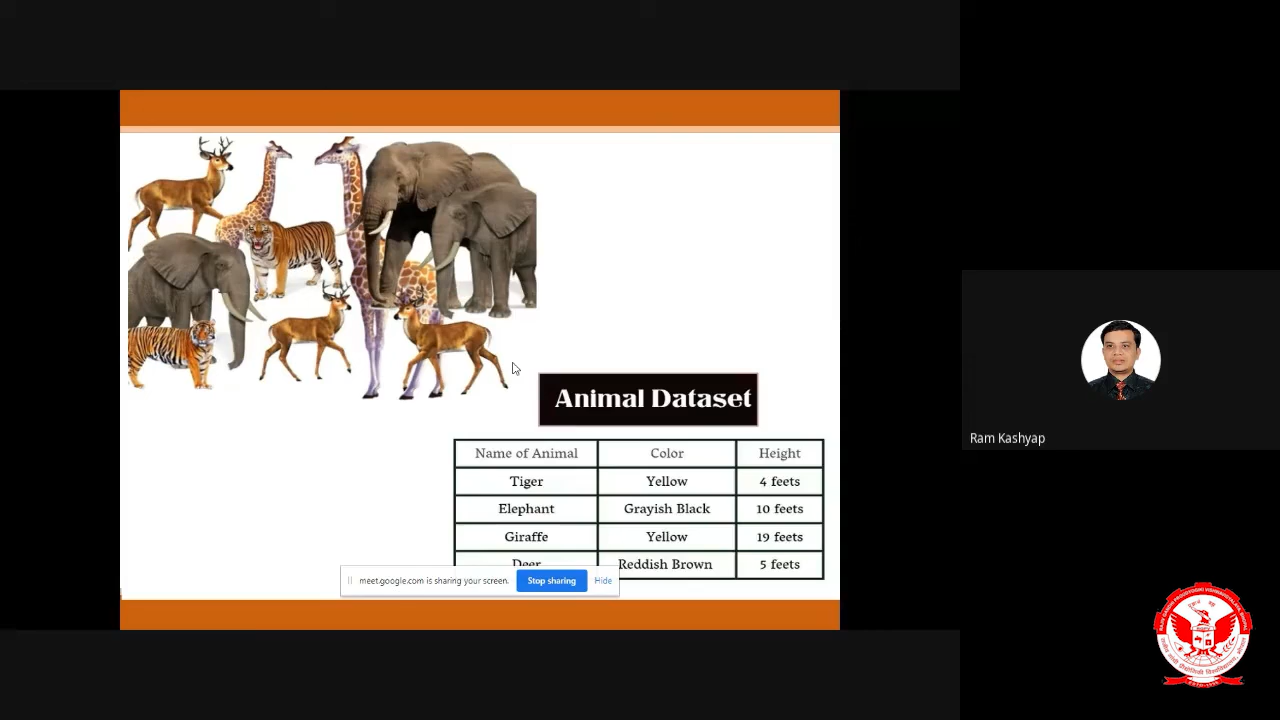 Animal Dataset
Name of Animal Color Height
Tiger Yellow 4 feets
Elephant Grayish Black 10 feets
Giraffe Yellow 19 feets
Deer Reddish Brown 5 feets
meet.google.com is sharing your screen. Stop sharing Hide
Ram Kashyap